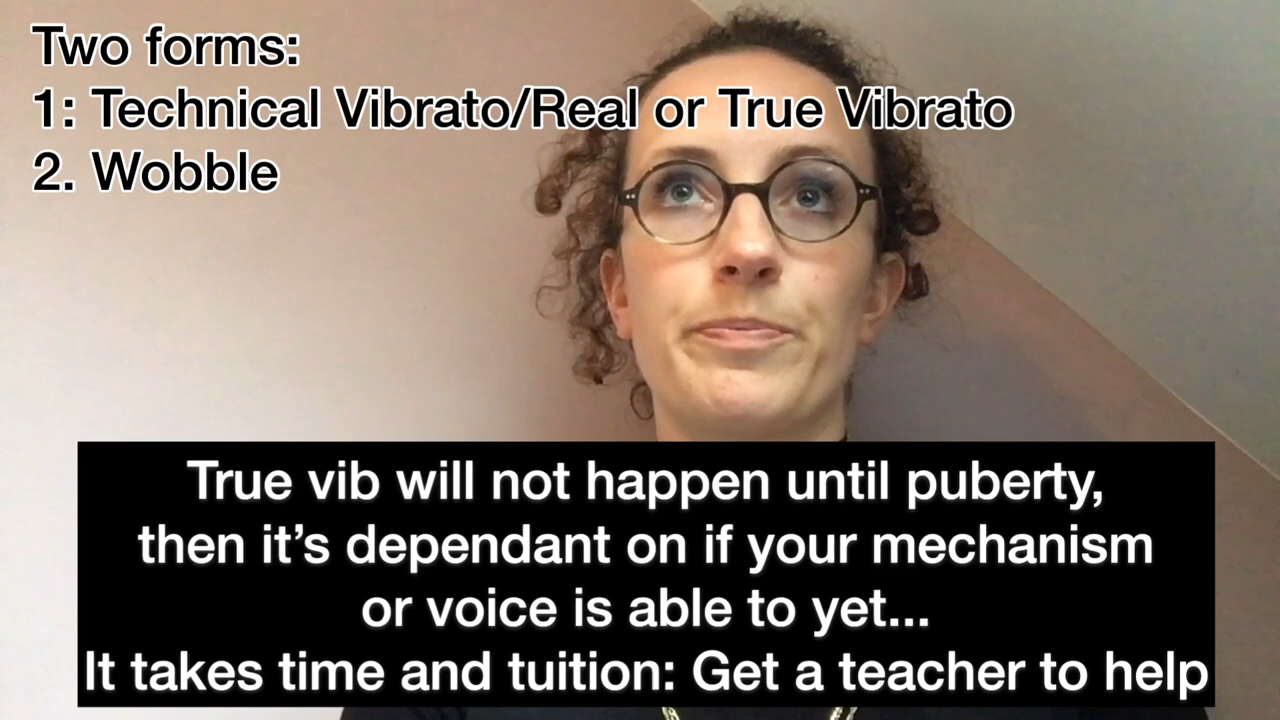 Two forms:
1: Technical Vibrato/Real or True Vibrato
2. Wobble
True vib will not happen until puberty,
then it’s dependant on if your mechanism
or voice is able to yet...
It takes time and tuition: Get a teacher to help